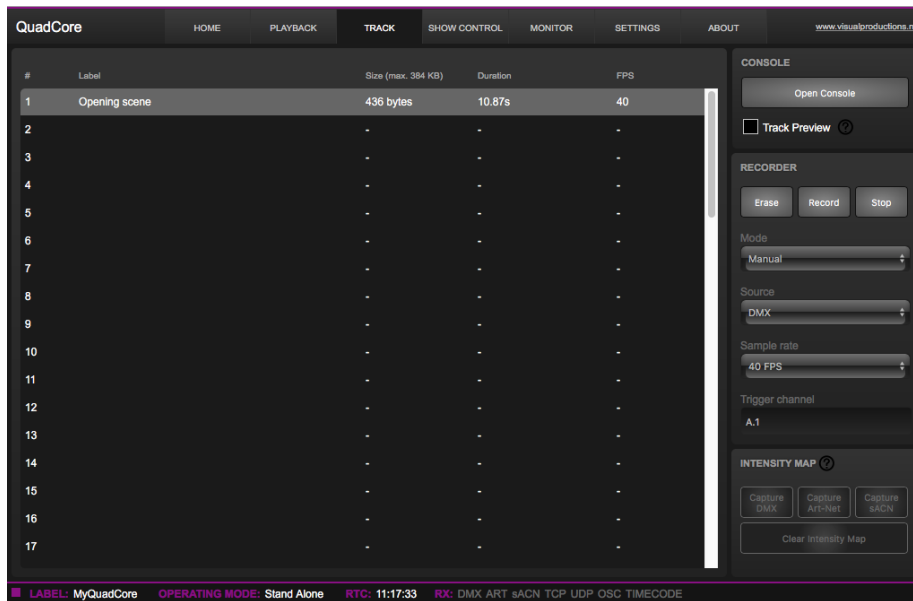 QuadCore HOME PLAYBACK TRACK SHOW CONTROL MONITOR SETTINGS ABOUT www.visualproductions.n
# Label Size (max. 384 KB) Duration FPS
1 Opening scene 436 bytes 10.87s 40
2 - - -
3 - - -
4 - - -
5 - - -
6 - - -
7 - - -
8 - - -
9 - - -
10 - - -
11 - - -
12 - - -
13 - - -
14 - - -
15 - - -
16 - - -
17 - - -
CONSOLE
Open Console
Track Preview ?
RECORDER
Erase Record Stop
Mode
Manual
Source
DMX
Sample rate
40 FPS
Trigger channel
A.1
INTENSITY MAP ?
Capture DMX Capture Art-Net Capture sACN
Clear Intensity Map
LABEL: MyQuadCore OPERATING MODE: Stand Alone RTC: 11:17:33 RX: DMX ART sACN TCP UDP OSC TIMECODE